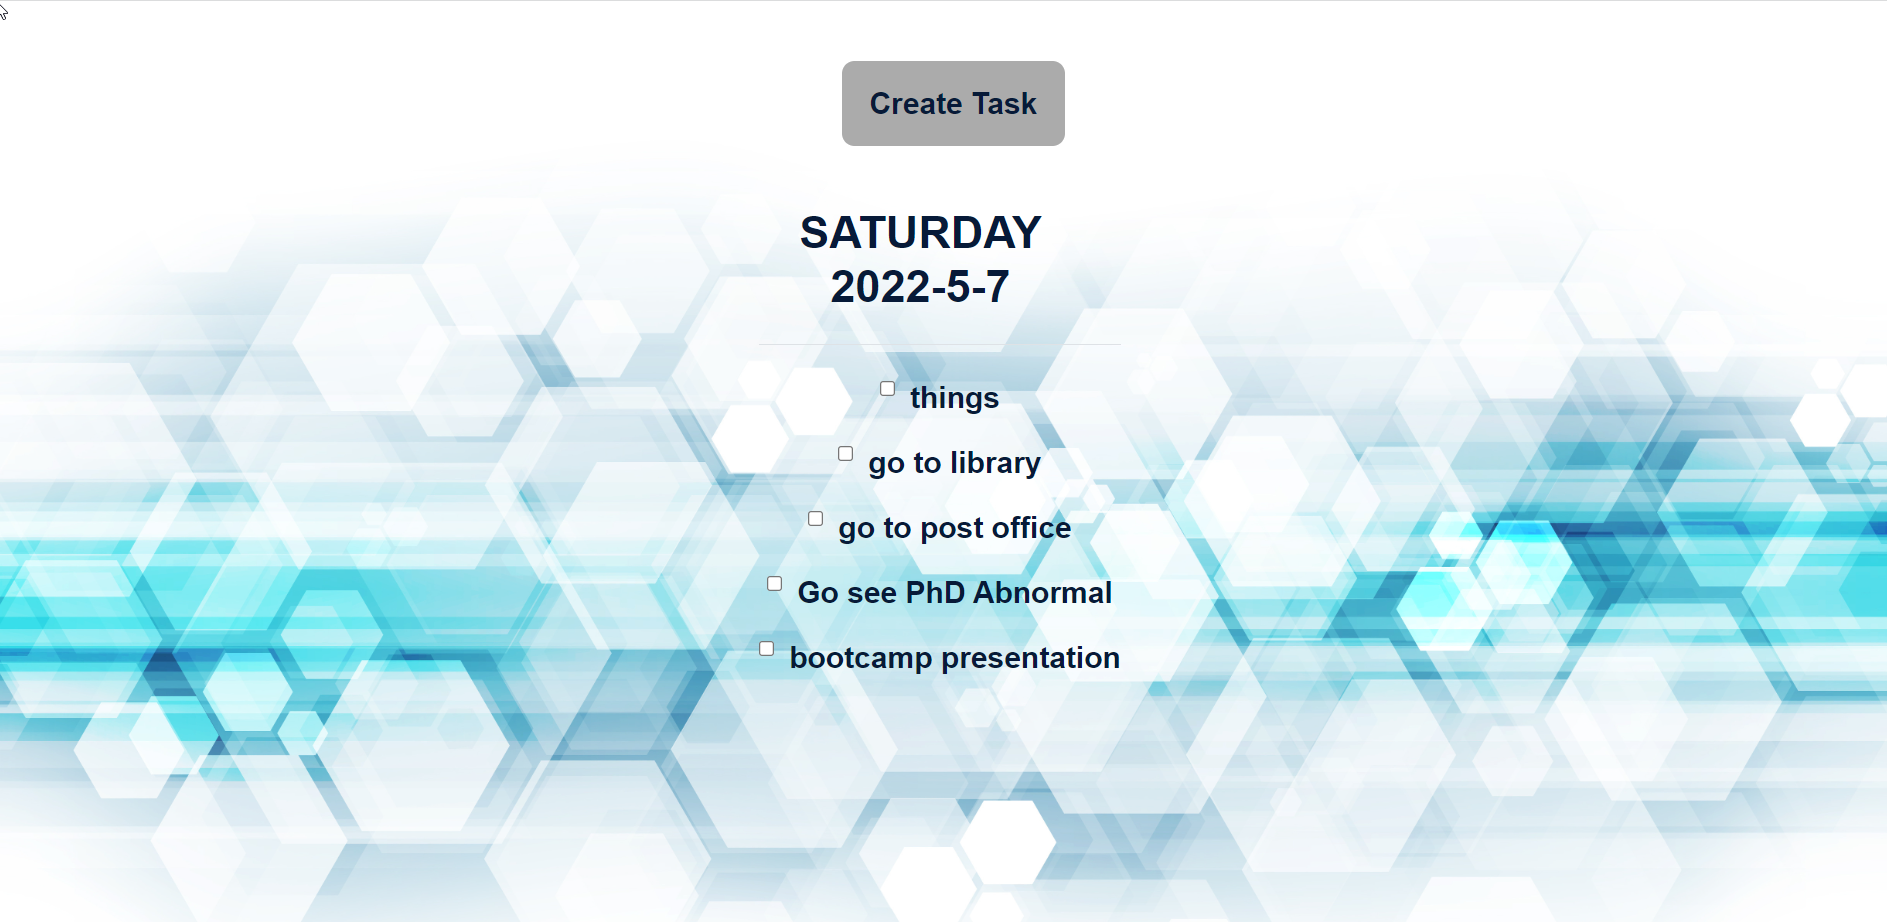 Create Task
SATURDAY
2022-5-7
things
go to library
go to post office
Go see PhD Abnormal
bootcamp presentation